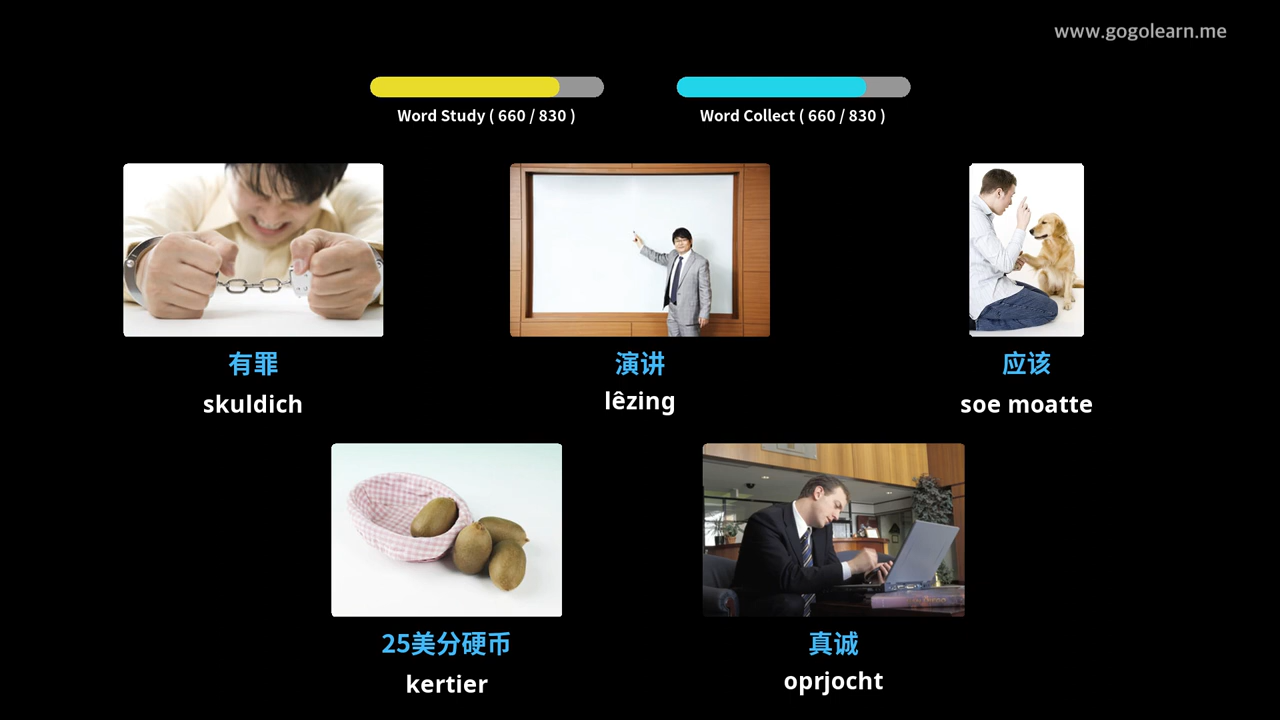 www.gogolearn.me
Word Study ( 660 / 830 )
Word Collect ( 660 / 830 )
有罪
skuldich
演讲
lêzing
应该
soe moatte
25美分硬币
kertier
真诚
oprjocht